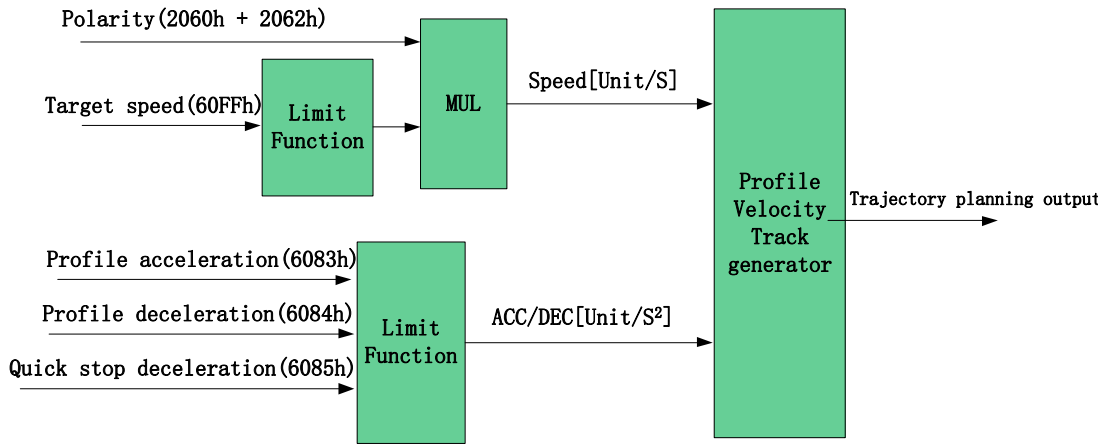 Polarity(2060h + 2062h)
Target speed(60FFh)
Limit
Function
MUL
Speed[Unit/S]
Profile
Velocity
Track
generator
Trajectory planning output
Profile acceleration(6083h)
Profile deceleration(6084h)
Quick stop deceleration(6085h)
Limit
Function
ACC/DEC[Unit/S²]